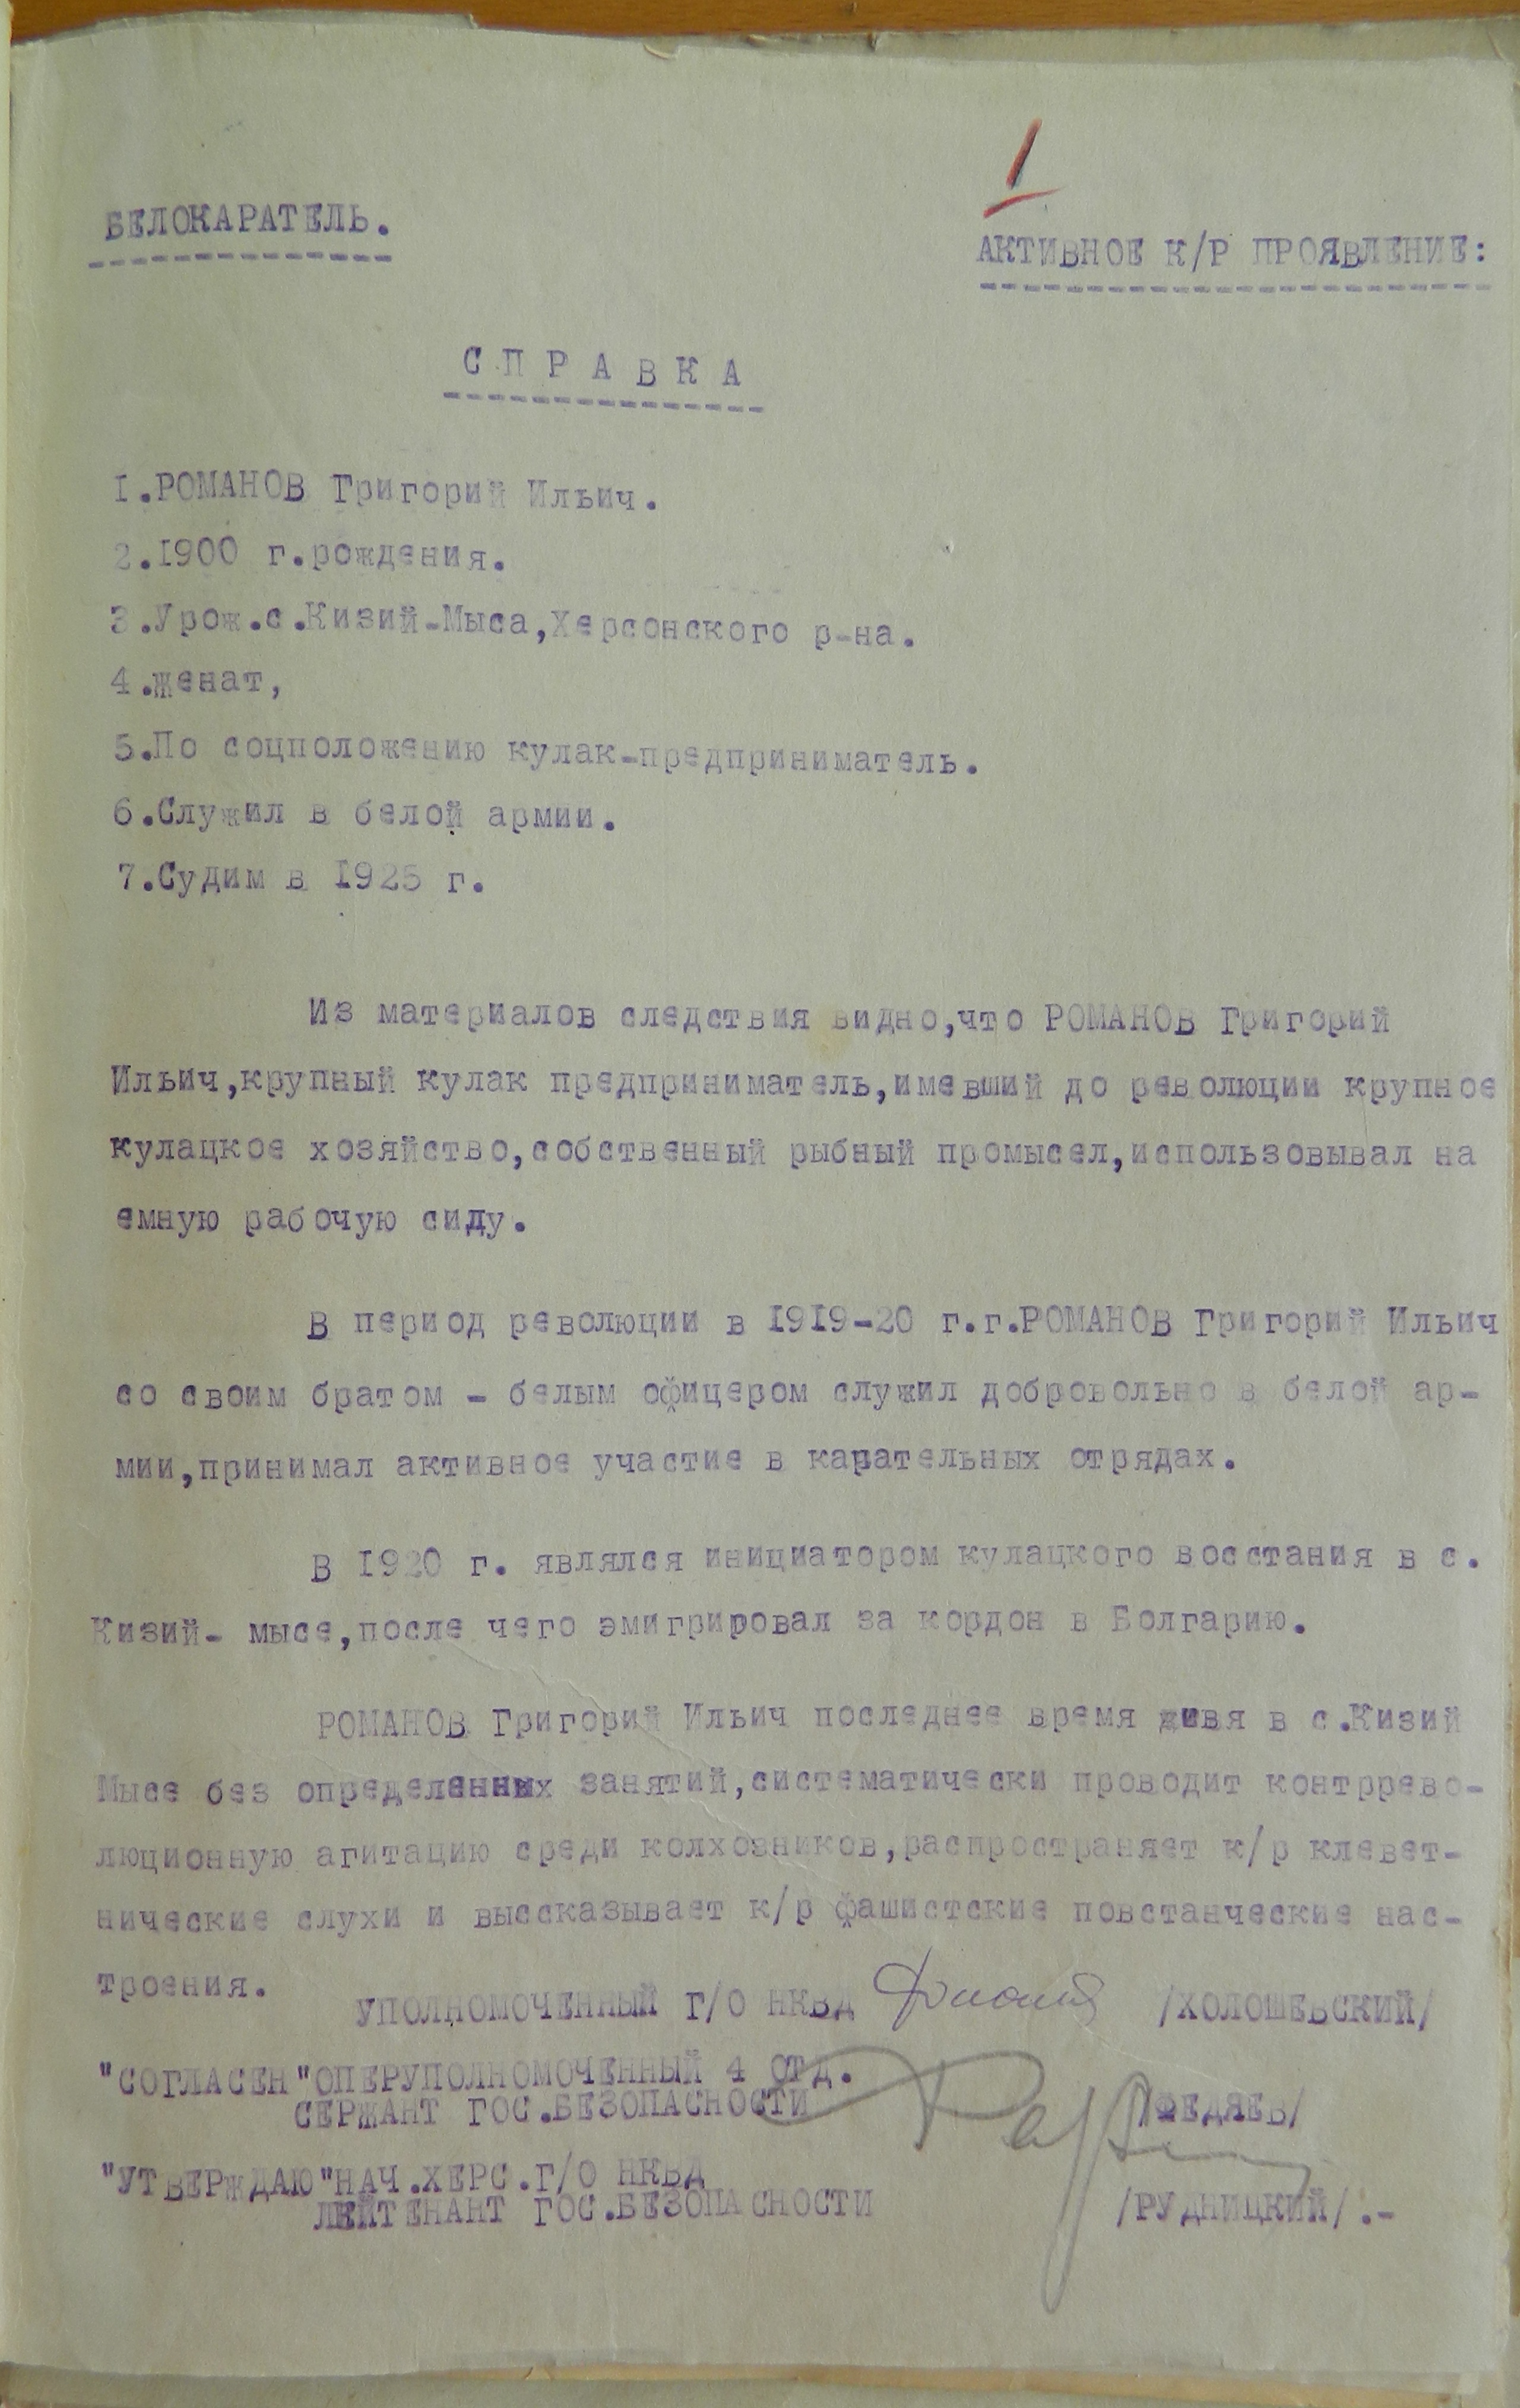 1
БЕЛОКАРАТЕЛЬ.
АКТИВНОЕ К/Р ПРОЯВЛЕНИЕ:
С П Р А В К А
I.РОМАНОВ Григорий Ильич.
2.I900 г.рождения.
3.Урож.с.Кизий-Мыса,Херсонского р-на.
4.женат,
5.По соцположению кулак-предприниматель.
6.Служил в белой армии.
7.Судим в I925 г.
Из материалов следствия видно,что РОМАНОВ Григорий
Ильич,крупный кулак предприниматель,имевший до революции крупное
кулацкое хозяйство,собственный рыбный промысел,использовывал на
емную рабочую сиду.
В период революции в I9I9-20 г.г.РОМАНОВ Григорий Ильич
со своим братом - белым офицером служил добровольно в белой ар-
мии,принимал активное участие в карательных отрядах.
В I920 г. являлся инициатором кулацкого восстания в с.
Кизий- мысе,после чего эмигрировал за кордон в Болгарию.
РОМАНОВ Григорий Ильич последнее время живя в с.Кизий
Мысе без определенных занятий,систематически проводит контррево-
люционную агитацию среди колхозников,распространяет к/р клевет-
нические слухи и выссказывает к/р фашистские повстанческие нас-
троения.
УПОЛНОМОЧЕННЫЙ Г/О НКВД /ХОЛОШЕВСКИЙ/
"СОГЛАСЕН"ОПЕРУПОЛНОМОЧЕННЫЙ 4 ОТД.
СЕРЖАНТ ГОС.БЕЗОПАСНОСТИ /ФЕДЯЕВ/
"УТВЕРЖДАЮ"НАЧ.ХЕРС.Г/О НКВД
ЛЕЙТЕНАНТ ГОС.БЕЗОПАСНОСТИ /РУДНИЦКИЙ/.-